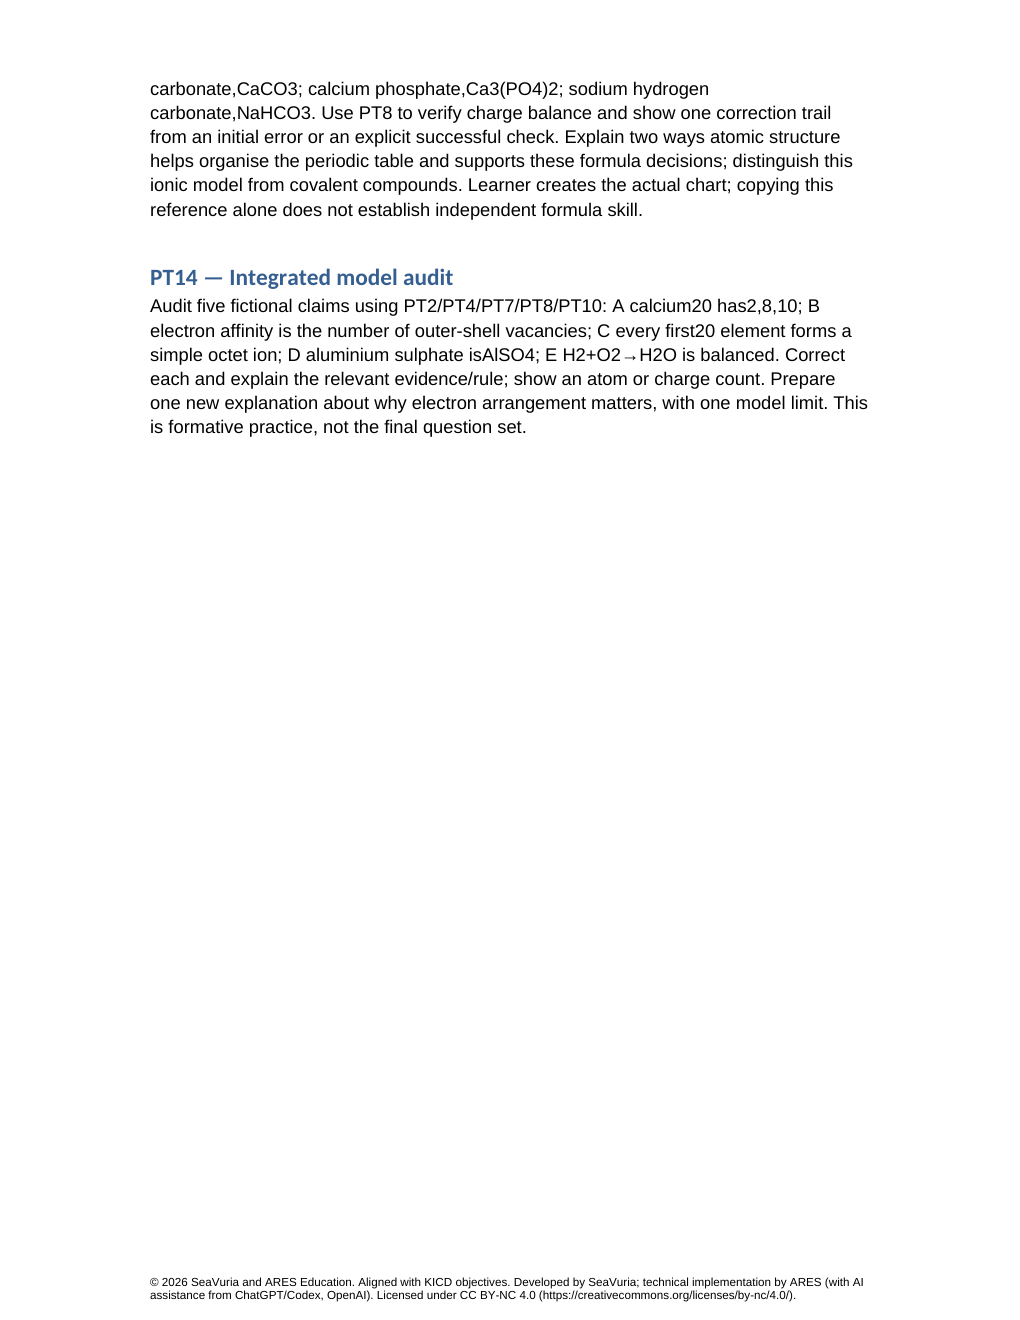 carbonate,CaCO3; calcium phosphate,Ca3(PO4)2; sodium hydrogen
carbonate,NaHCO3. Use PT8 to verify charge balance and show one correction trail
from an initial error or an explicit successful check. Explain two ways atomic structure
helps organise the periodic table and supports these formula decisions; distinguish this
ionic model from covalent compounds. Learner creates the actual chart; copying this
reference alone does not establish independent formula skill.
PT14 — Integrated model audit
Audit five fictional claims using PT2/PT4/PT7/PT8/PT10: A calcium20 has2,8,10; B
electron affinity is the number of outer-shell vacancies; C every first20 element forms a
simple octet ion; D aluminium sulphate isAlSO4; E H2+O2→H2O is balanced. Correct
each and explain the relevant evidence/rule; show an atom or charge count. Prepare
one new explanation about why electron arrangement matters, with one model limit. This
is formative practice, not the final question set.
© 2026 SeaVuria and ARES Education. Aligned with KICD objectives. Developed by SeaVuria; technical implementation by ARES (with AI
assistance from ChatGPT/Codex, OpenAI). Licensed under CC BY-NC 4.0 (https://creativecommons.org/licenses/by-nc/4.0/).